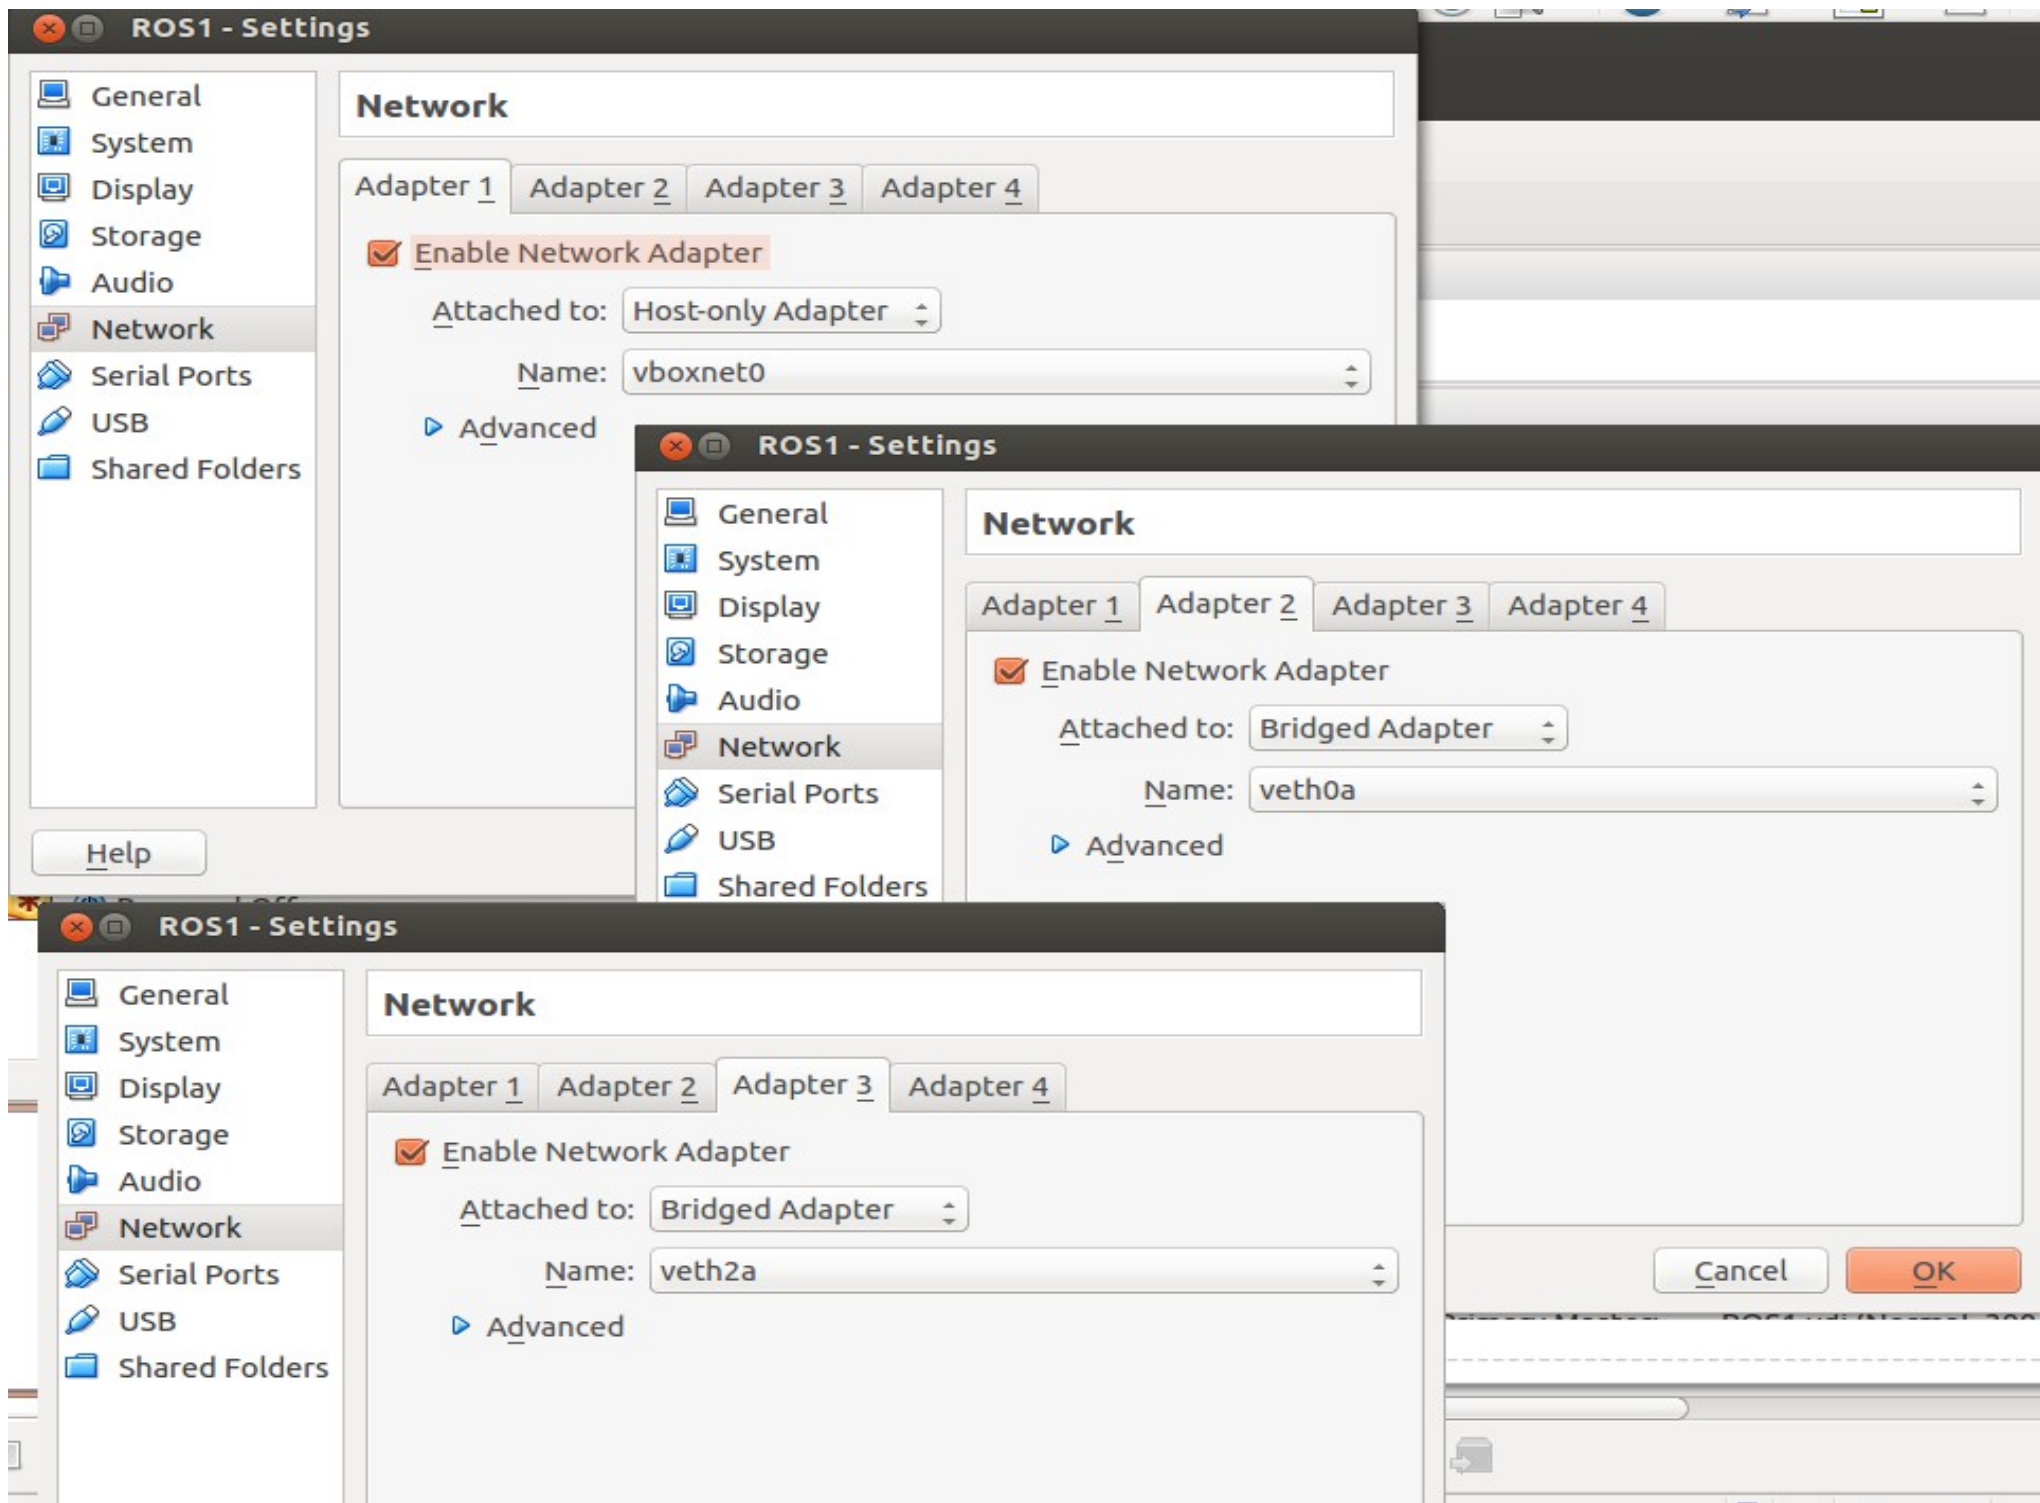 ROS1 - Settings
General
System
Display
Storage
Audio
Network
Serial Ports
USB
Shared Folders
Network
Adapter 1
Adapter 2
Adapter 3
Adapter 4
Enable Network Adapter
Attached to: Host-only Adapter
Name: vboxnet0
Advanced
Help
ROS1 - Settings
General
System
Display
Storage
Audio
Network
Serial Ports
USB
Shared Folders
Network
Adapter 1
Adapter 2
Adapter 3
Adapter 4
Enable Network Adapter
Attached to: Bridged Adapter
Name: veth0a
Advanced
Cancel
OK
ROS1 - Settings
General
System
Display
Storage
Audio
Network
Serial Ports
USB
Shared Folders
Network
Adapter 1
Adapter 2
Adapter 3
Adapter 4
Enable Network Adapter
Attached to: Bridged Adapter
Name: veth2a
Advanced